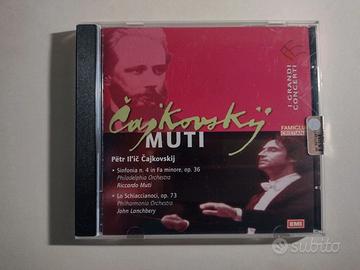 Čajkovskij
MUTI
Pëtr Il'ič Čajkovskij
• Sinfonia n. 4 in Fa minore, op. 36
Philadelphia Orchestra
Riccardo Muti
• Lo Schiaccianoci, op. 73
Philharmonia Orchestra
John Lanchbery
I GRANDI
CONCERTI
FAMIGLIA
CRISTIANA
EMI
subito